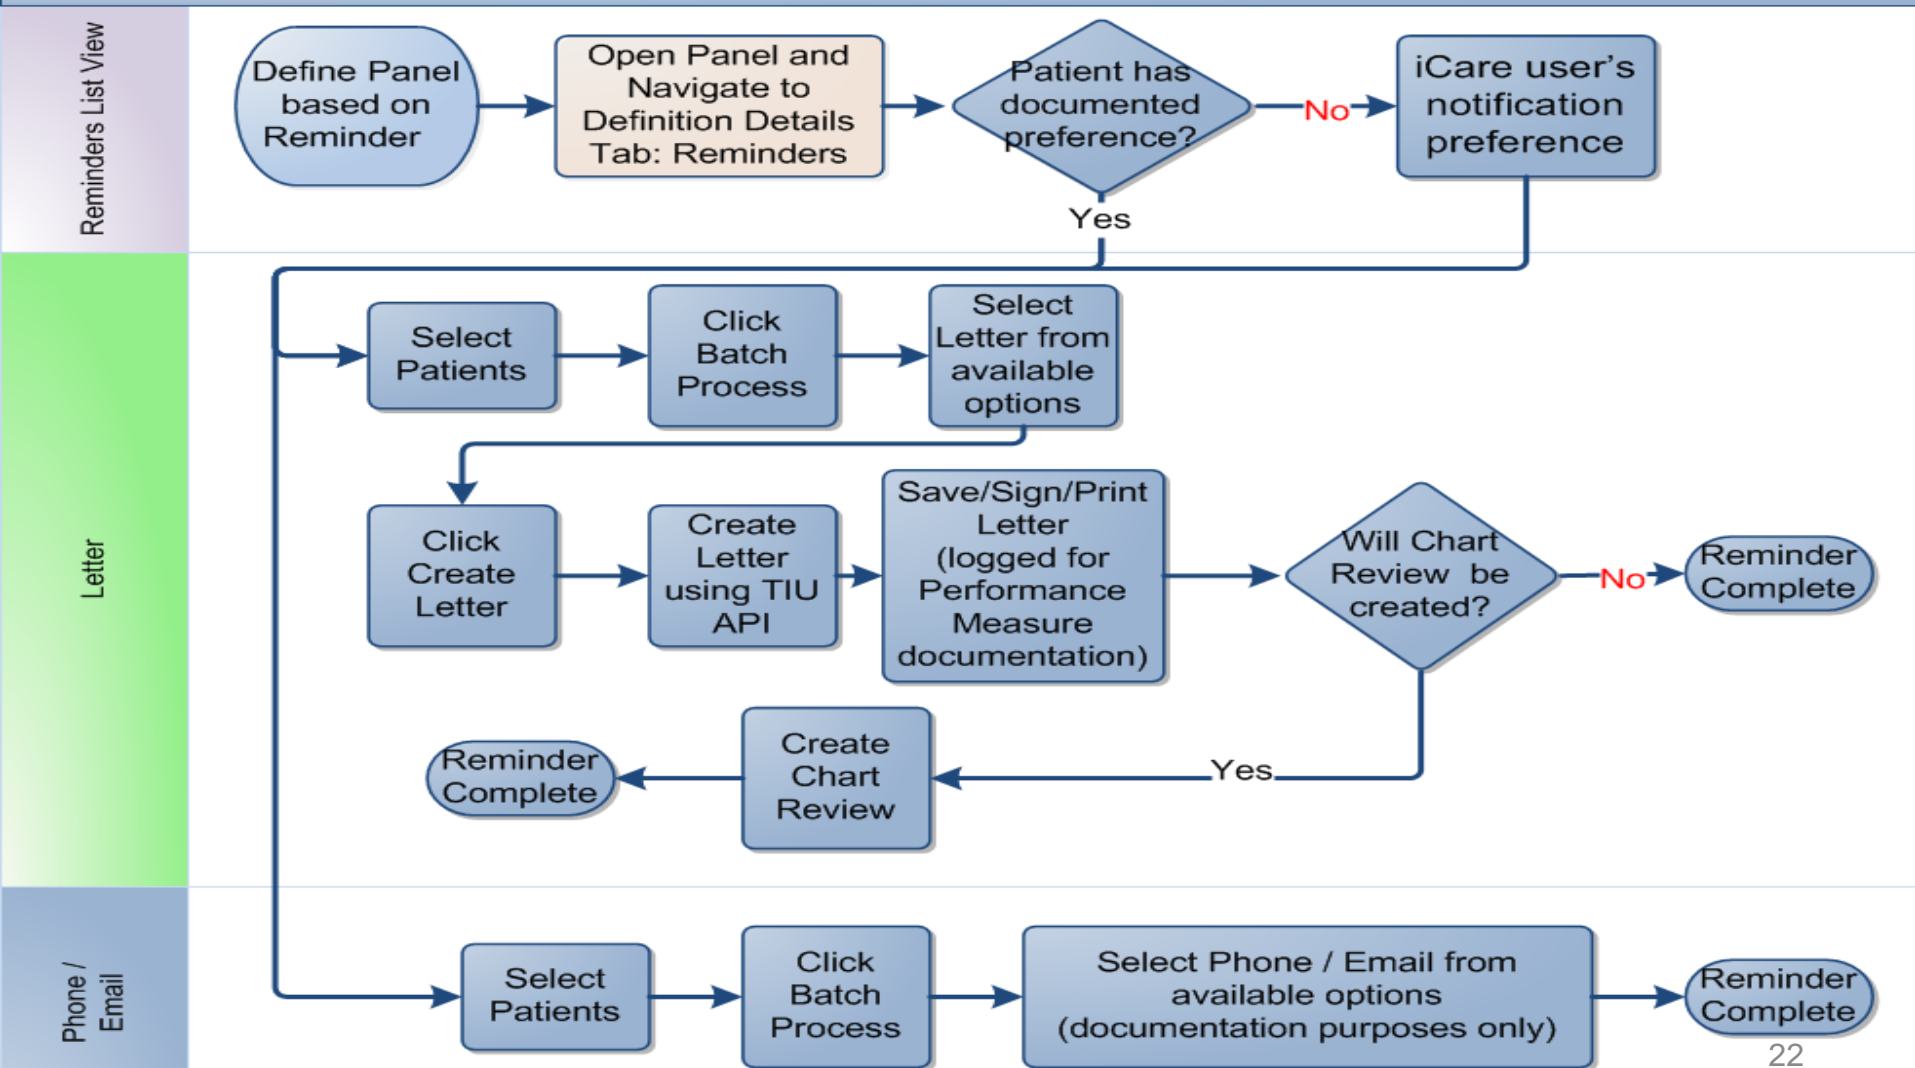 Reminders List View
Define Panel
based on
Reminder
Open Panel and
Navigate to
Definition Details
Tab: Reminders
Patient has
documented
preference?
No
iCare user's
notification
preference
Yes
Letter
Select
Patients
Click
Batch
Process
Select
Letter from
available
options
Click
Create
Letter
Create
Letter
using TIU
API
Save/Sign/Print
Letter
(logged for
Performance
Measure
documentation)
Will Chart
Review be
created?
No
Reminder
Complete
Yes
Create
Chart
Review
Reminder
Complete
Phone /
Email
Select
Patients
Click
Batch
Process
Select Phone / Email from
available options
(documentation purposes only)
Reminder
Complete
22